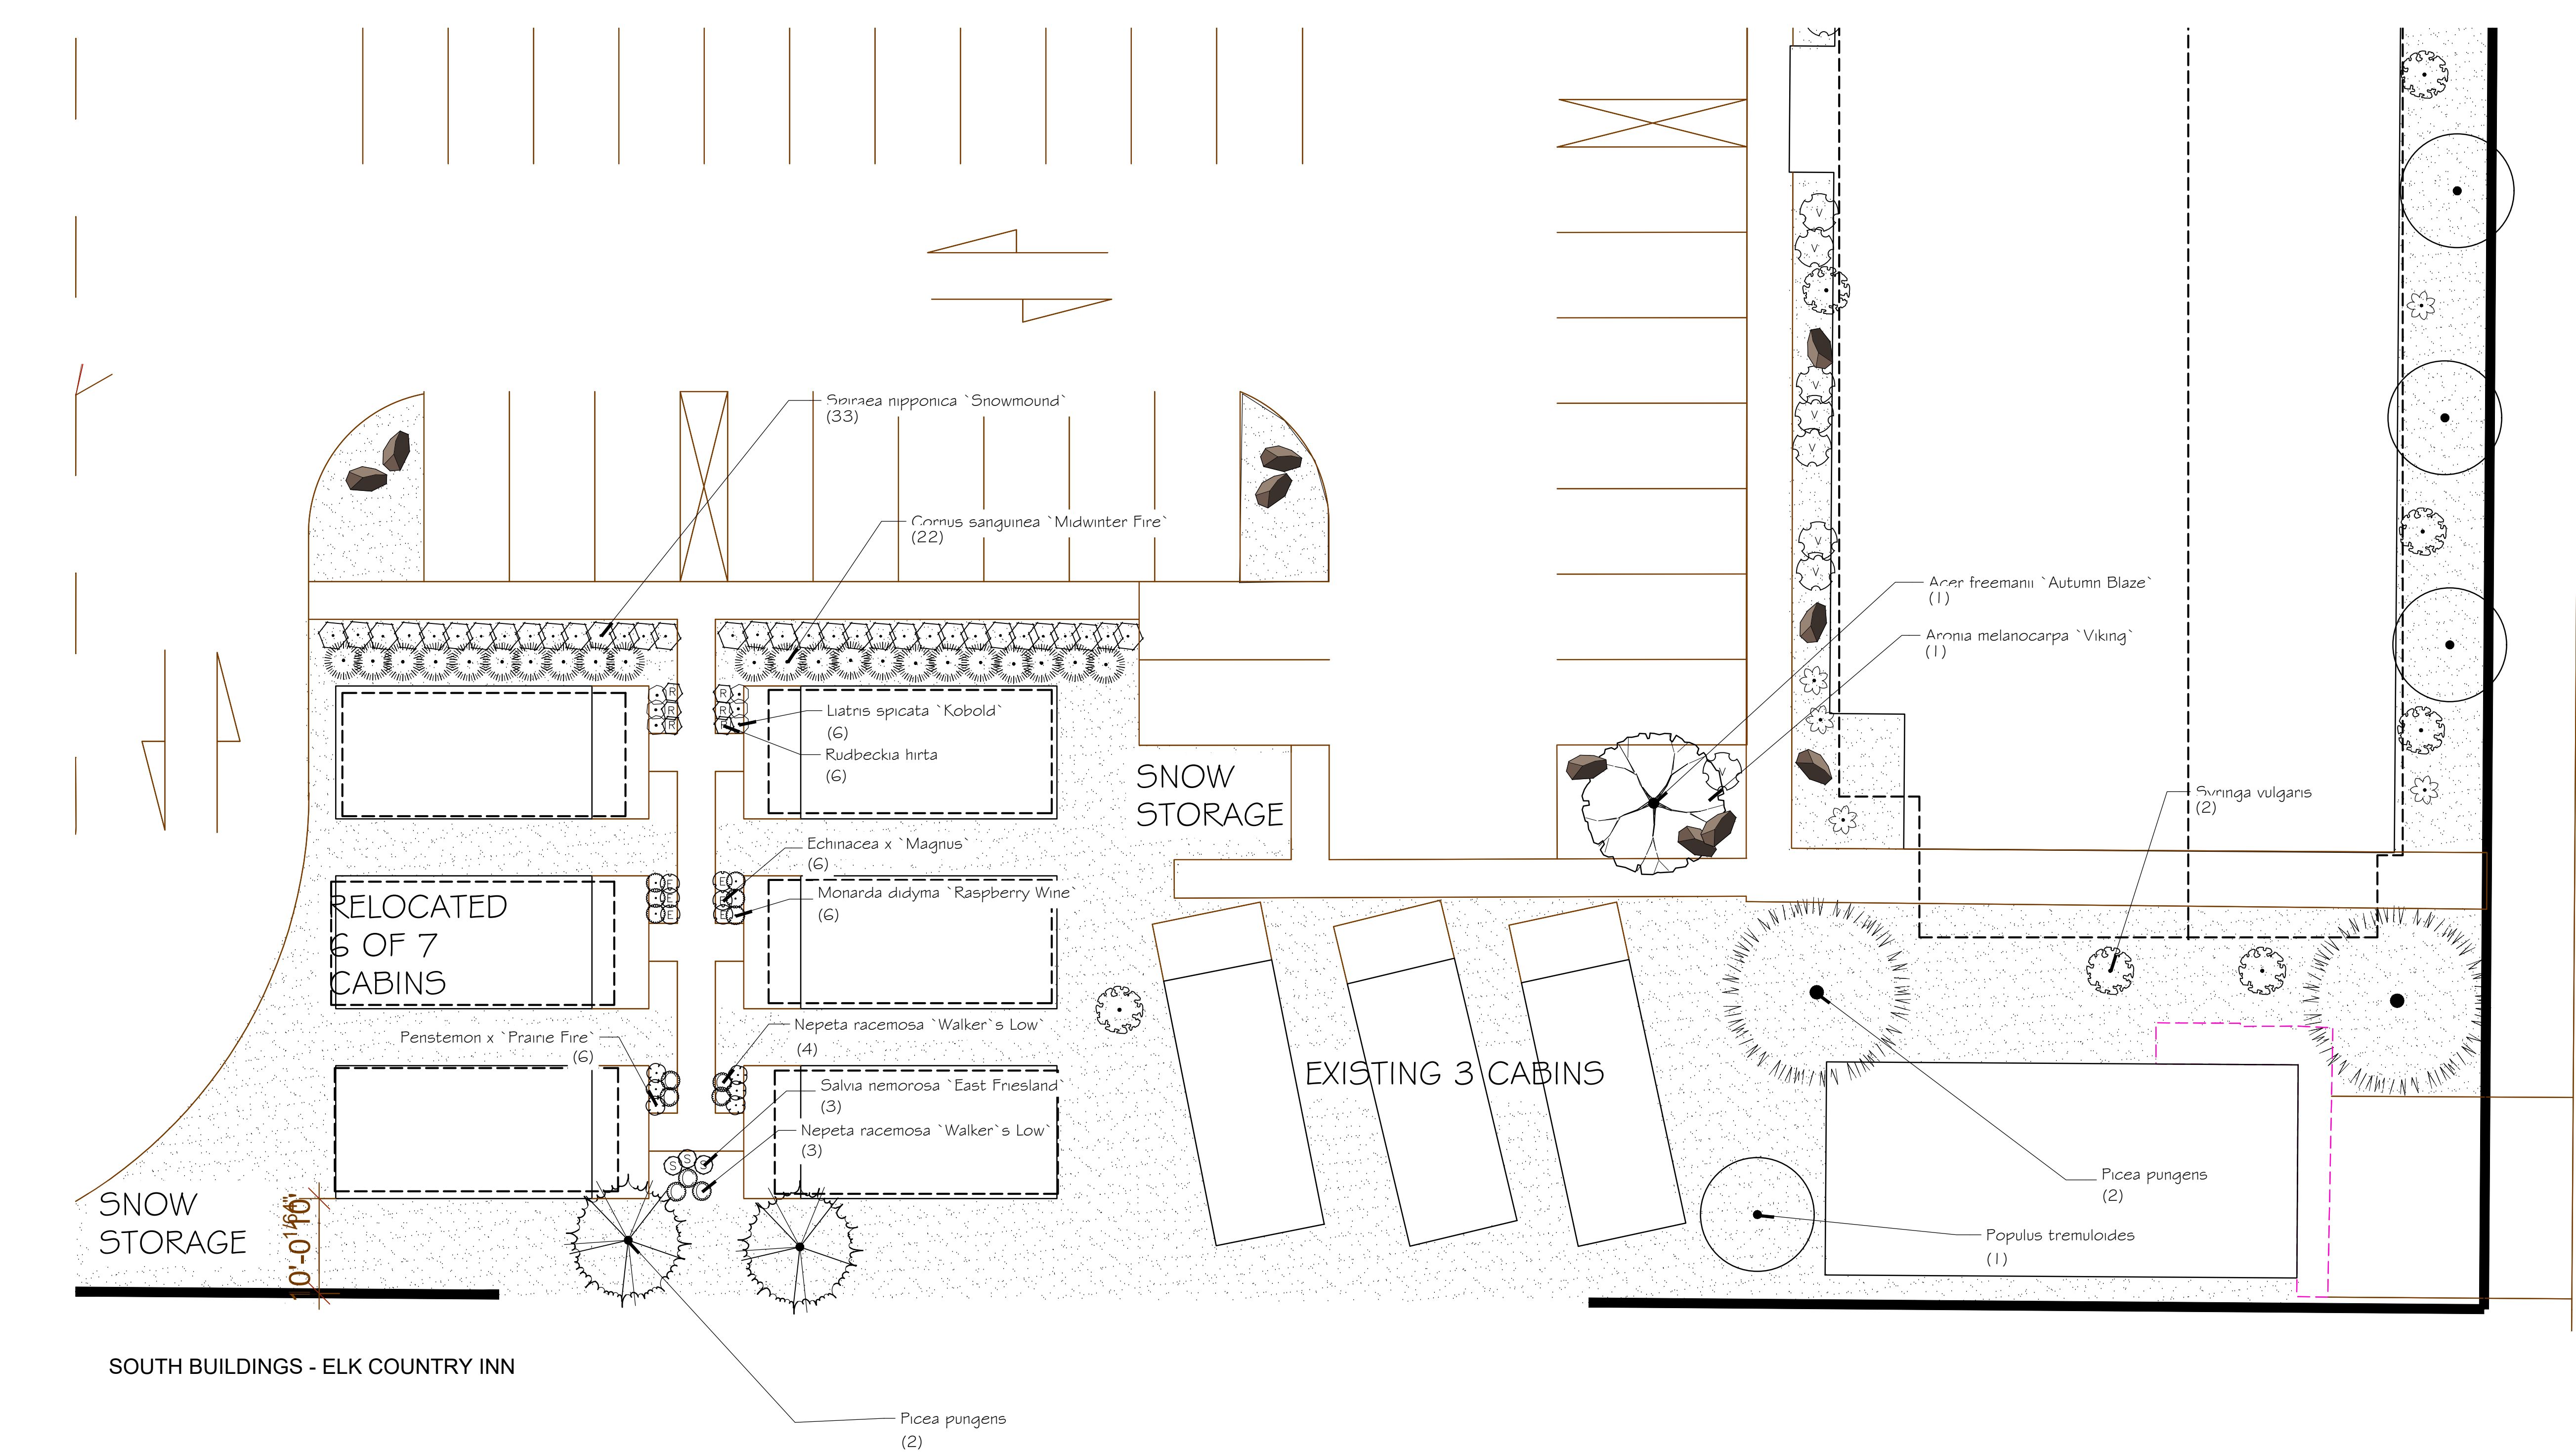 Spiraea nipponica `Snowmound`
(33)
Cornus sanguinea `Midwinter Fire`
(22)
Acer freemanii `Autumn Blaze`
(1)
Aronia melanocarpa `Viking`
(1)
Liatris spicata `Kobold`
(6)
Rudbeckia hirta
(6)
SNOW
STORAGE
Syringa vulgaris
(2)
Echinacea x `Magnus`
(6)
Monarda didyma `Raspberry Wine`
(6)
RELOCATED
6 OF 7
CABINS
Penstemon x `Prairie Fire`
(6)
Nepeta racemosa `Walker`s Low`
(4)
Salvia nemorosa `East Friesland`
(3)
Nepeta racemosa `Walker`s Low`
(3)
EXISTING 3 CABINS
Picea pungens
(2)
Populus tremuloides
(1)
SNOW
STORAGE
SOUTH BUILDINGS - ELK COUNTRY INN
Picea pungens
(2)
V
V
V
V
V
V
V
V
R
R
R
R
R
E
E
E
E
E
S
S
S